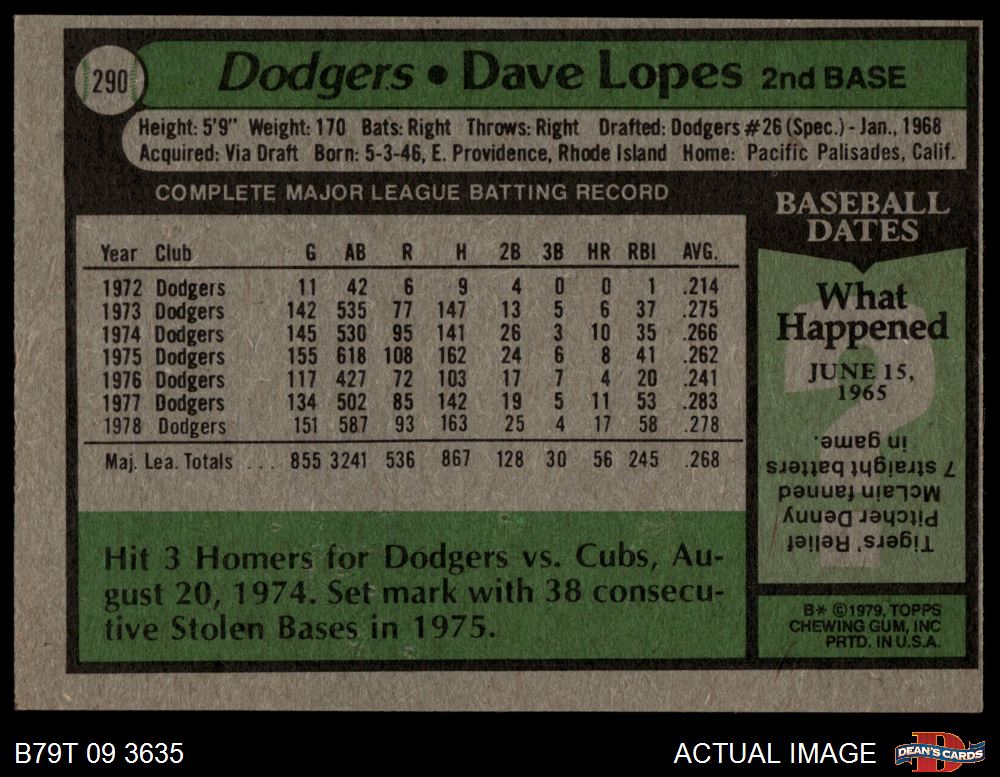 290
Dodgers • Dave Lopes 2nd BASE
Height: 5'9" Weight: 170 Bats: Right Throws: Right Drafted: Dodgers #26 (Spec.) - Jan., 1968
Acquired: Via Draft Born: 5-3-46, E. Providence, Rhode Island Home: Pacific Palisades, Calif.
COMPLETE MAJOR LEAGUE BATTING RECORD
Year Club G AB R H 2B 3B HR RBI AVG.
1972 Dodgers 11 42 6 9 4 0 0 1 .214
1973 Dodgers 142 535 77 147 13 5 6 37 .275
1974 Dodgers 145 530 95 141 26 3 10 35 .266
1975 Dodgers 155 618 108 162 24 6 8 41 .262
1976 Dodgers 117 427 72 103 17 7 4 20 .241
1977 Dodgers 134 502 85 142 19 5 11 53 .283
1978 Dodgers 151 587 93 163 25 4 17 58 .278
Maj. Lea. Totals ... 855 3241 536 867 128 30 56 245 .268
Hit 3 Homers for Dodgers vs. Cubs, Au-
gust 20, 1974. Set mark with 38 consecu-
tive Stolen Bases in 1975.
BASEBALL
DATES
What
Happened
JUNE 15,
1965
?
Tigers' Relief
Pitcher Denny
McLain fanned
7 straight batters
in game.
B* ©1979, TOPPS
CHEWING GUM, INC
PRTD. IN U.S.A.
B79T 09 3635
ACTUAL IMAGE
D
DEAN'S CARDS